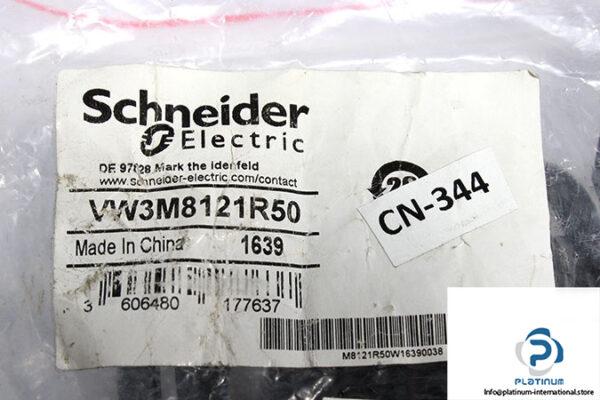 Schneider
Electric
DE 97828 Mark the idenfeld
www.schneider-electric.com/contact
VW3M8121R50
CN-344
Made In China 1639
3 606480 177637
M8121R50W16390038
PLATINUM
Info@platinum-international.store